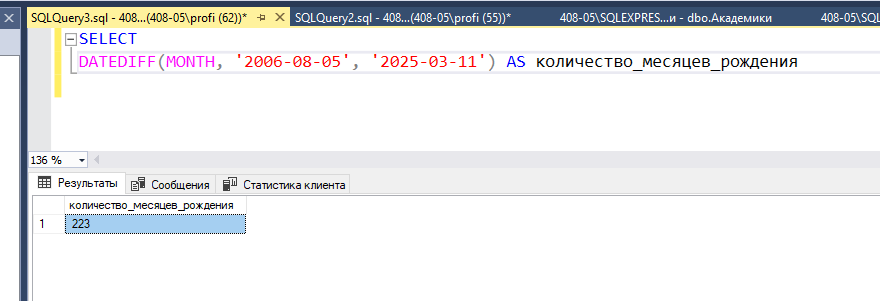 SQLQuery3.sql - 408...(408-05\profi (62))*
SQLQuery2.sql - 408...(408-05\profi (55))*
408-05\SQLEXPRES...и - dbo.Академики
408-05\SQL
SELECT
DATEDIFF(MONTH, '2006-08-05', '2025-03-11') AS количество_месяцев_рождения
136 %
Результаты
Сообщения
Статистика клиента
количество_месяцев_рождения
1
223